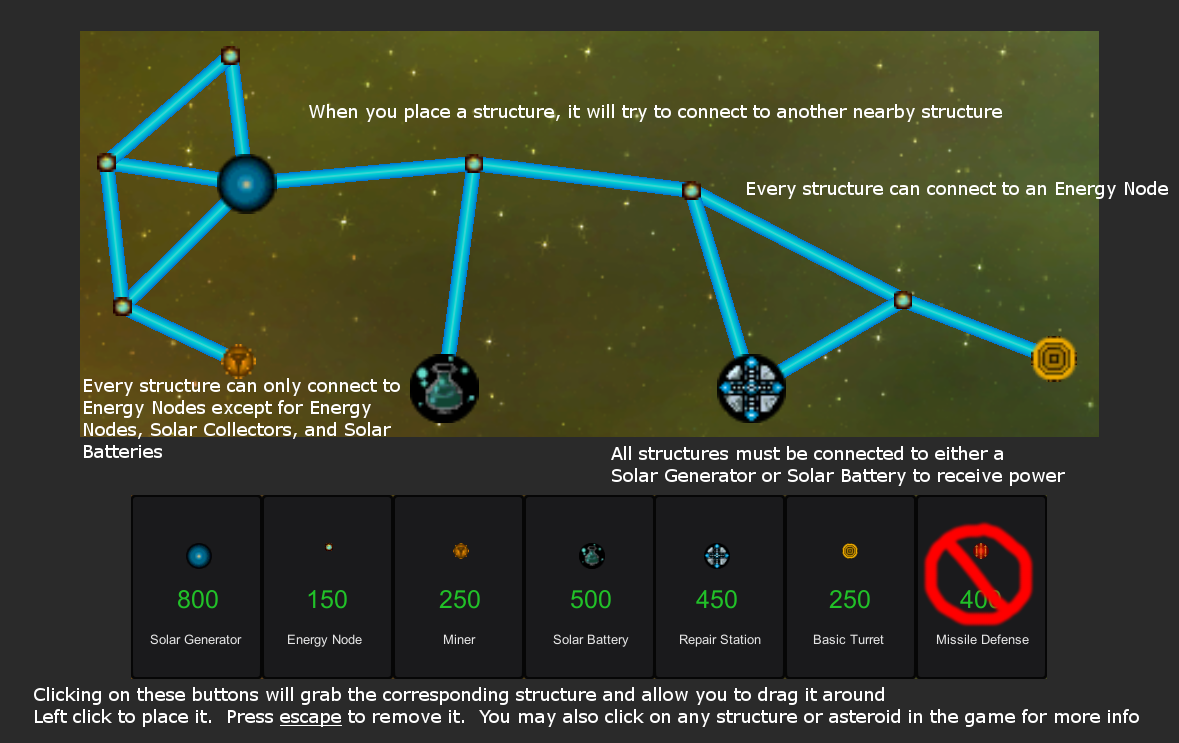 When you place a structure, it will try to connect to another nearby structure
Every structure can connect to an Energy Node
Every structure can only connect to
Energy Nodes except for Energy
Nodes, Solar Collectors, and Solar
Batteries
All structures must be connected to either a
Solar Generator or Solar Battery to receive power
800
150
250
500
450
250
400
Solar Generator
Energy Node
Miner
Solar Battery
Repair Station
Basic Turret
Missile Defense
Clicking on these buttons will grab the corresponding structure and allow you to drag it around
Left click to place it.  Press escape to remove it.  You may also click on any structure or asteroid in the game for more info